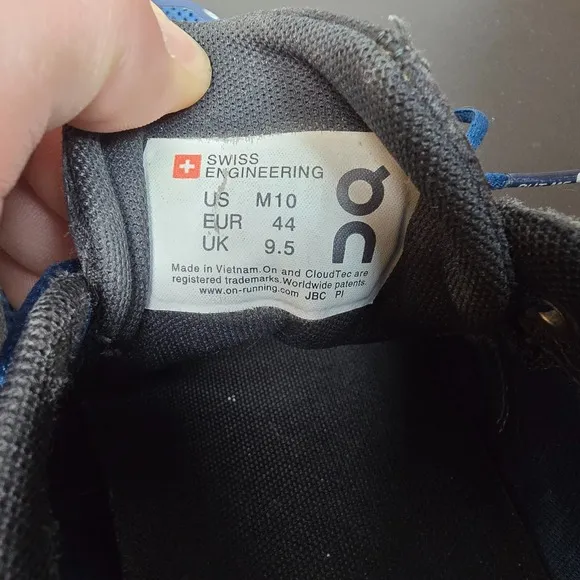 SWISS
ENGINEERING
US M10
EUR 44
UK 9.5
Made in Vietnam. On and CloudTec are
registered trademarks. Worldwide patents.
www.on-running.com JBC PI